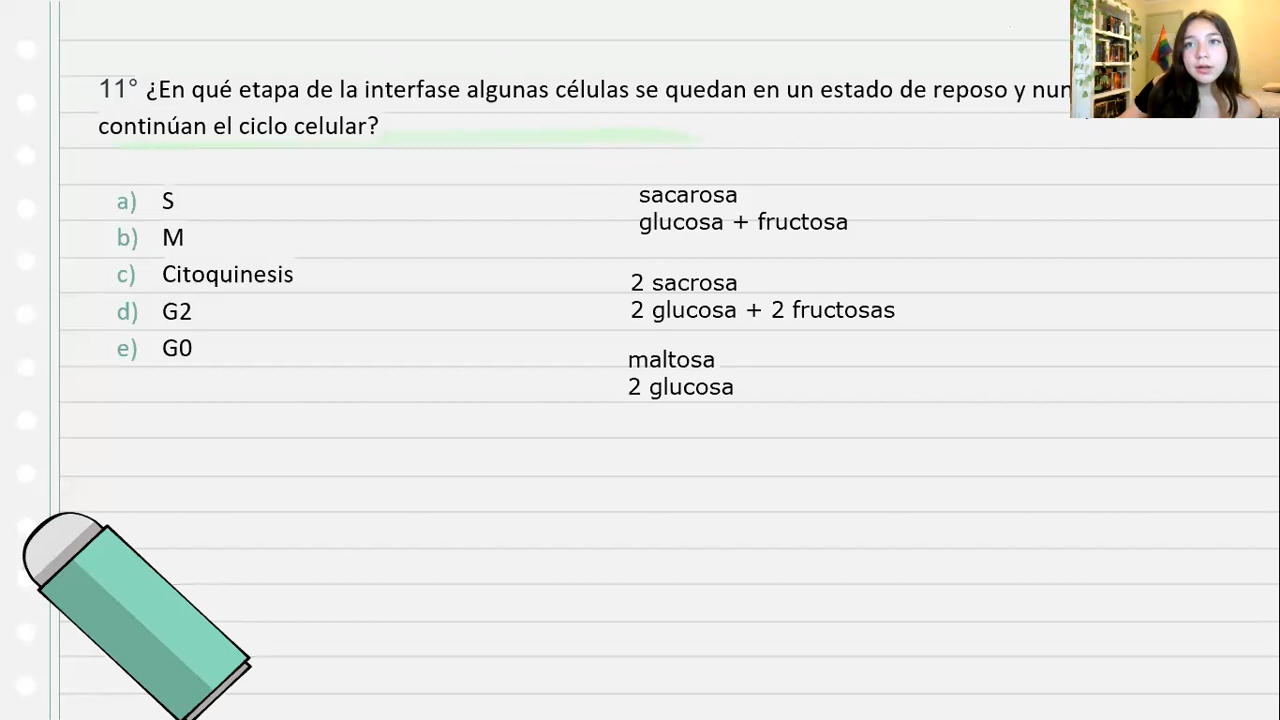 11° ¿En qué etapa de la interfase algunas células se quedan en un estado de reposo y
continúan el ciclo celular?
a) S
b) M
c) Citoquinesis
d) G2
e) G0
sacarosa
glucosa + fructosa
2 sacrosa
2 glucosa + 2 fructosas
maltosa
2 glucosa